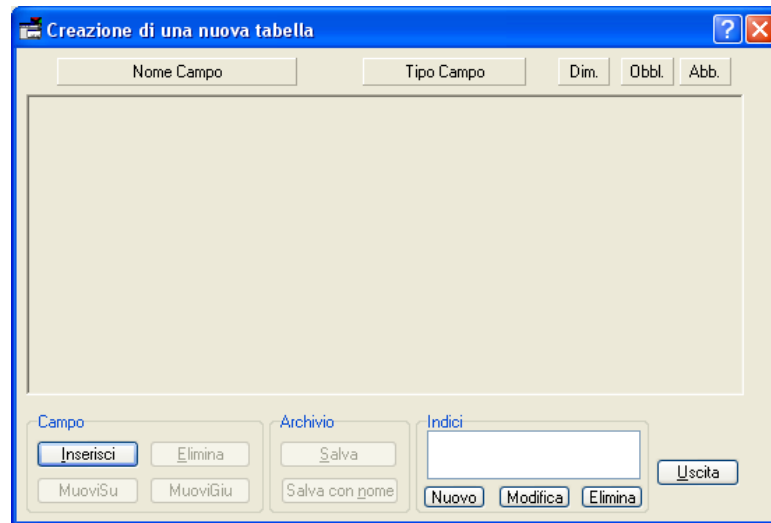 Creazione di una nuova tabella
Nome Campo Tipo Campo Dim. Obbl. Abb.
Campo Archivio Indici
Inserisci Elimina Salva
Uscita
MuoviSu MuoviGiu Salva con nome Nuovo Modifica Elimina